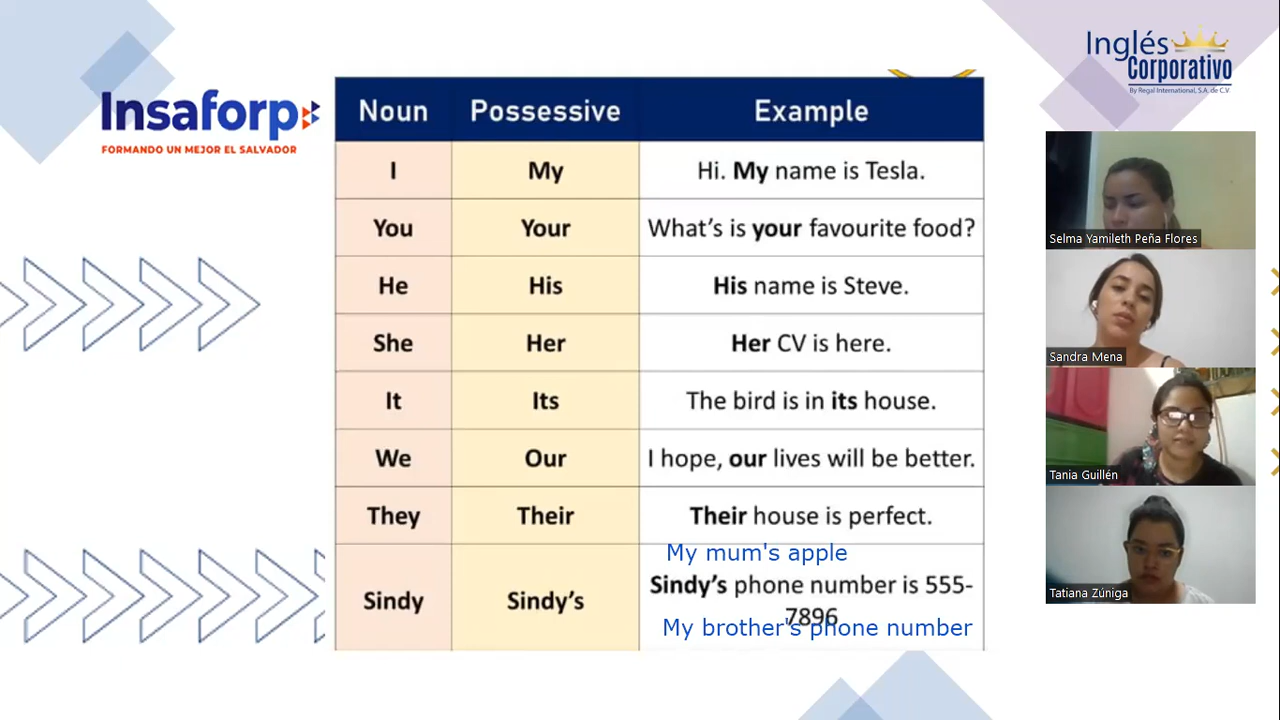 Insaforp
FORMANDO UN MEJOR EL SALVADOR
Inglés
Corporativo
By Regal International, S.A. de C.V
Noun Possessive Example
I My Hi. My name is Tesla.
You Your What's is your favourite food?
He His His name is Steve.
She Her Her CV is here.
It Its The bird is in its house.
We Our I hope, our lives will be better.
They Their Their house is perfect.
My mum's apple
Sindy Sindy's Sindy's phone number is 555-
7896
My brother's phone number
Selma Yamileth Peña Flores
Sandra Mena
Tania Guillén
Tatiana Zúniga